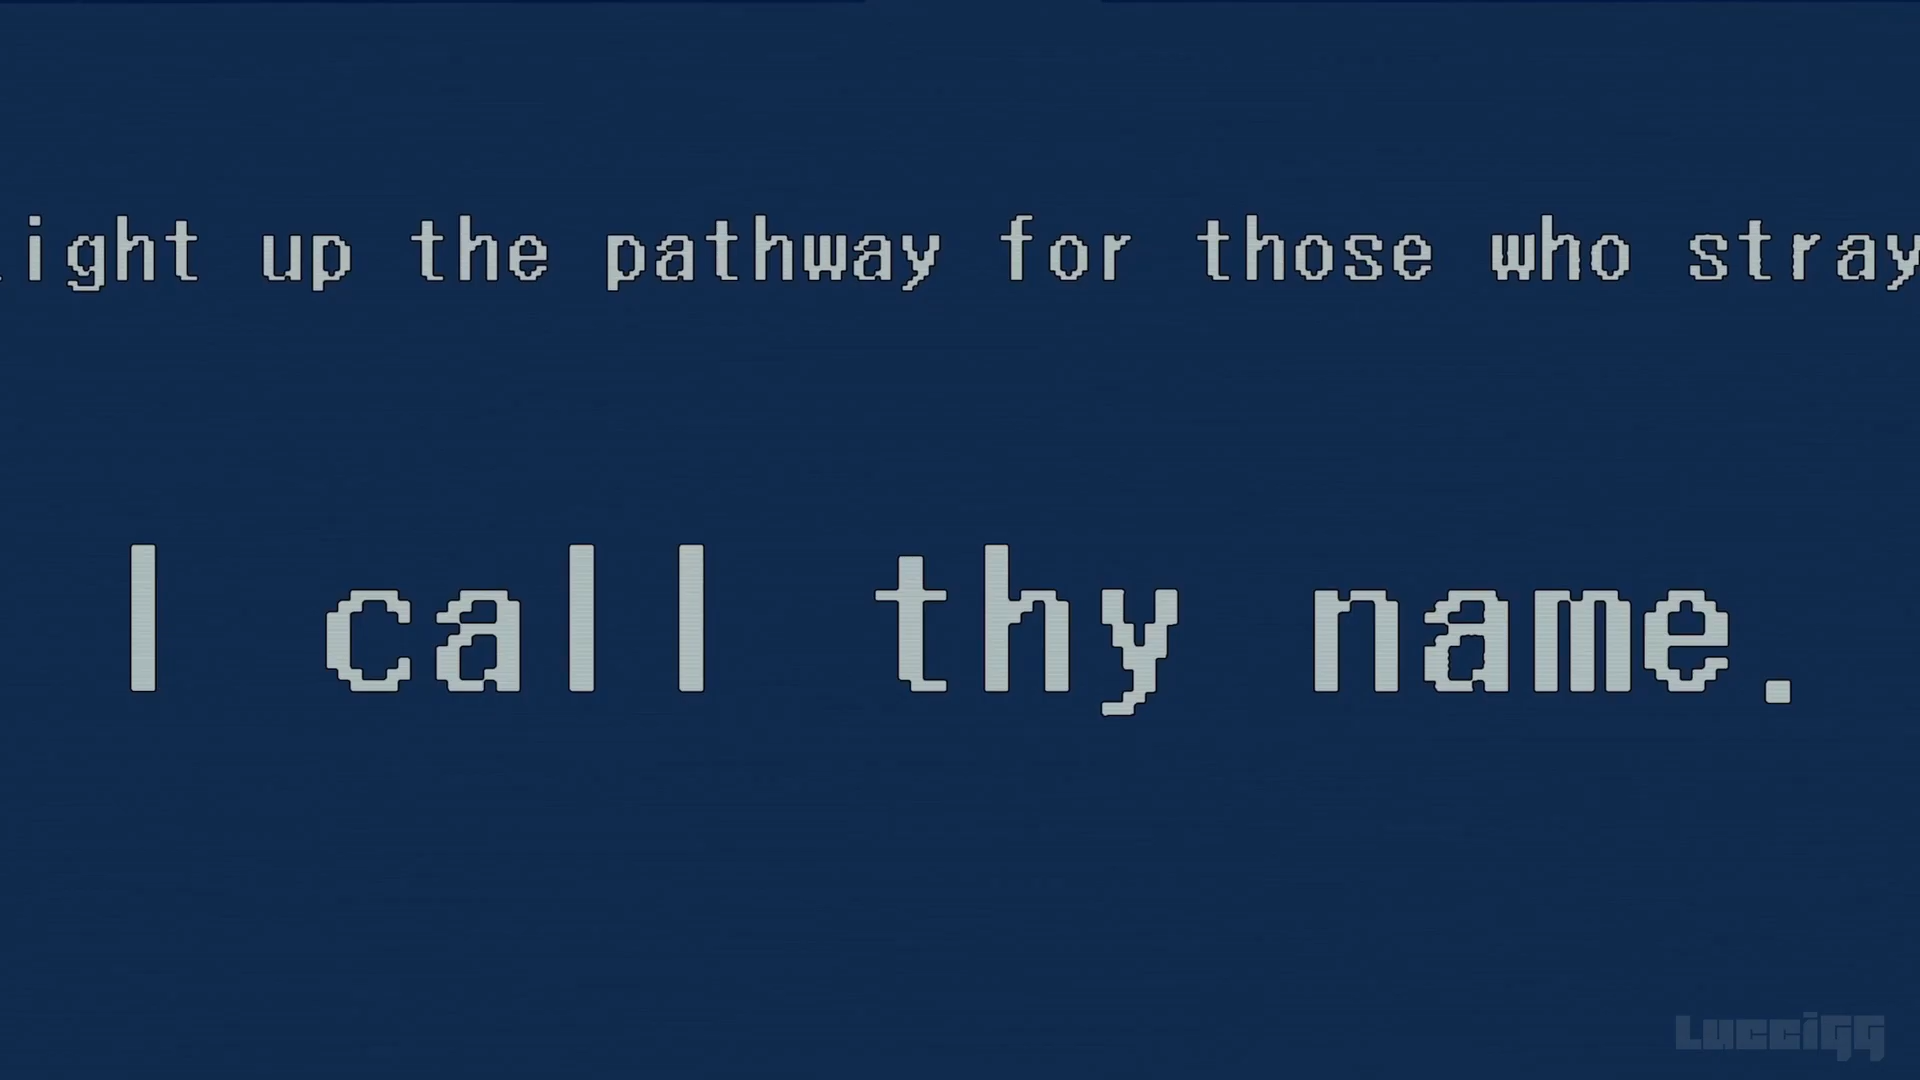 ight up the pathway for those who stray
I call thy name.
Luccigg